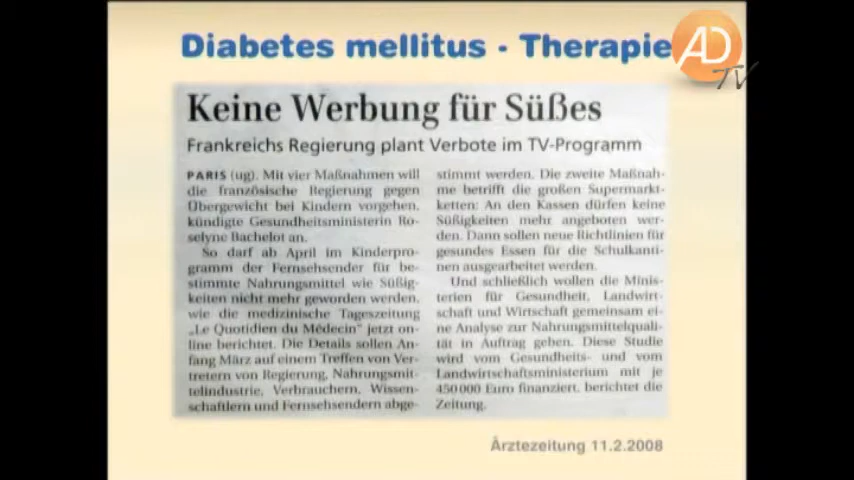 Diabetes mellitus - Therapie
AD
TV
Keine Werbung für Süßes
Frankreichs Regierung plant Verbote im TV-Programm
PARIS (ug). Mit vier Maßnahmen will
die französische Regierung gegen
Übergewicht bei Kindern vorgehen,
kündigte Gesundheitsministerin Ro-
selyne Bachelot an.
So darf ab April im Kinderpro-
gramm der Fernsehsender für be-
stimmte Nahrungsmittel wie Süßig-
keiten nicht mehr geworden werden,
wie die medizinische Tageszeitung
„Le Quotidien du Médecin" jetzt on-
line berichtet. Die Details sollen An-
fang März auf einem Treffen von Ver-
tretern von Regierung, Nahrungsmit-
telindustrie, Verbrauchern, Wissen-
schaftlern und Fernsehsendern abge-
stimmt werden. Die zweite Maßnah-
me betrifft die großen Supermarkt-
ketten: An den Kassen dürfen keine
Süßigkeiten mehr angeboten wer-
den. Dann sollen neue Richtlinien für
gesundes Essen für die Schulkanti-
nen ausgearbeitet werden.
Und schließlich wollen die Minis-
terien für Gesundheit, Landwirt-
schaft und Wirtschaft gemeinsam ei-
ne Analyse zur Nahrungsmittelquali-
tät in Auftrag geben. Diese Studie
wird vom Gesundheits- und vom
Landwirtschaftsministerium mit je
450 000 Euro finanziert, berichtet die
Zeitung.
Ärztezeitung 11.2.2008